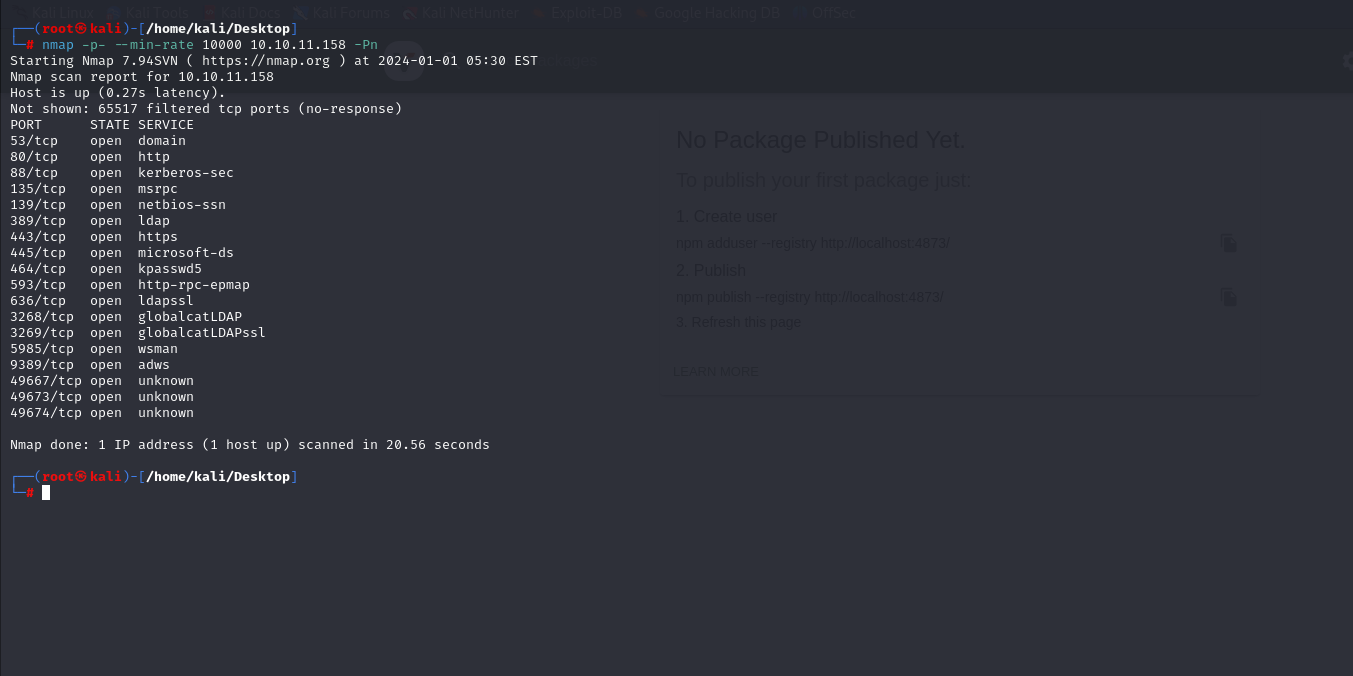 Kali Linux Kali Tools Kali Docs Kali Forums Kali NetHunter Exploit-DB Google Hacking DB OffSec
┌──(root㉿kali)-[/home/kali/Desktop]
└─# nmap -p- --min-rate 10000 10.10.11.158 -Pn
Starting Nmap 7.94SVN ( https://nmap.org ) at 2024-01-01 05:30 EST
Nmap scan report for 10.10.11.158
Host is up (0.27s latency).
Not shown: 65517 filtered tcp ports (no-response)
PORT      STATE SERVICE
53/tcp    open  domain
80/tcp    open  http
88/tcp    open  kerberos-sec
135/tcp   open  msrpc
139/tcp   open  netbios-ssn
389/tcp   open  ldap
443/tcp   open  https
445/tcp   open  microsoft-ds
464/tcp   open  kpasswd5
593/tcp   open  http-rpc-epmap
636/tcp   open  ldapssl
3268/tcp  open  globalcatLDAP
3269/tcp  open  globalcatLDAPssl
5985/tcp  open  wsman
9389/tcp  open  adws
49667/tcp open  unknown
49673/tcp open  unknown
49674/tcp open  unknown
Nmap done: 1 IP address (1 host up) scanned in 20.56 seconds
┌──(root㉿kali)-[/home/kali/Desktop]
└─#
No Package Published Yet.
To publish your first package just:
1. Create user
npm adduser --registry http://localhost:4873/
2. Publish
npm publish --registry http://localhost:4873/
3. Refresh this page
LEARN MORE